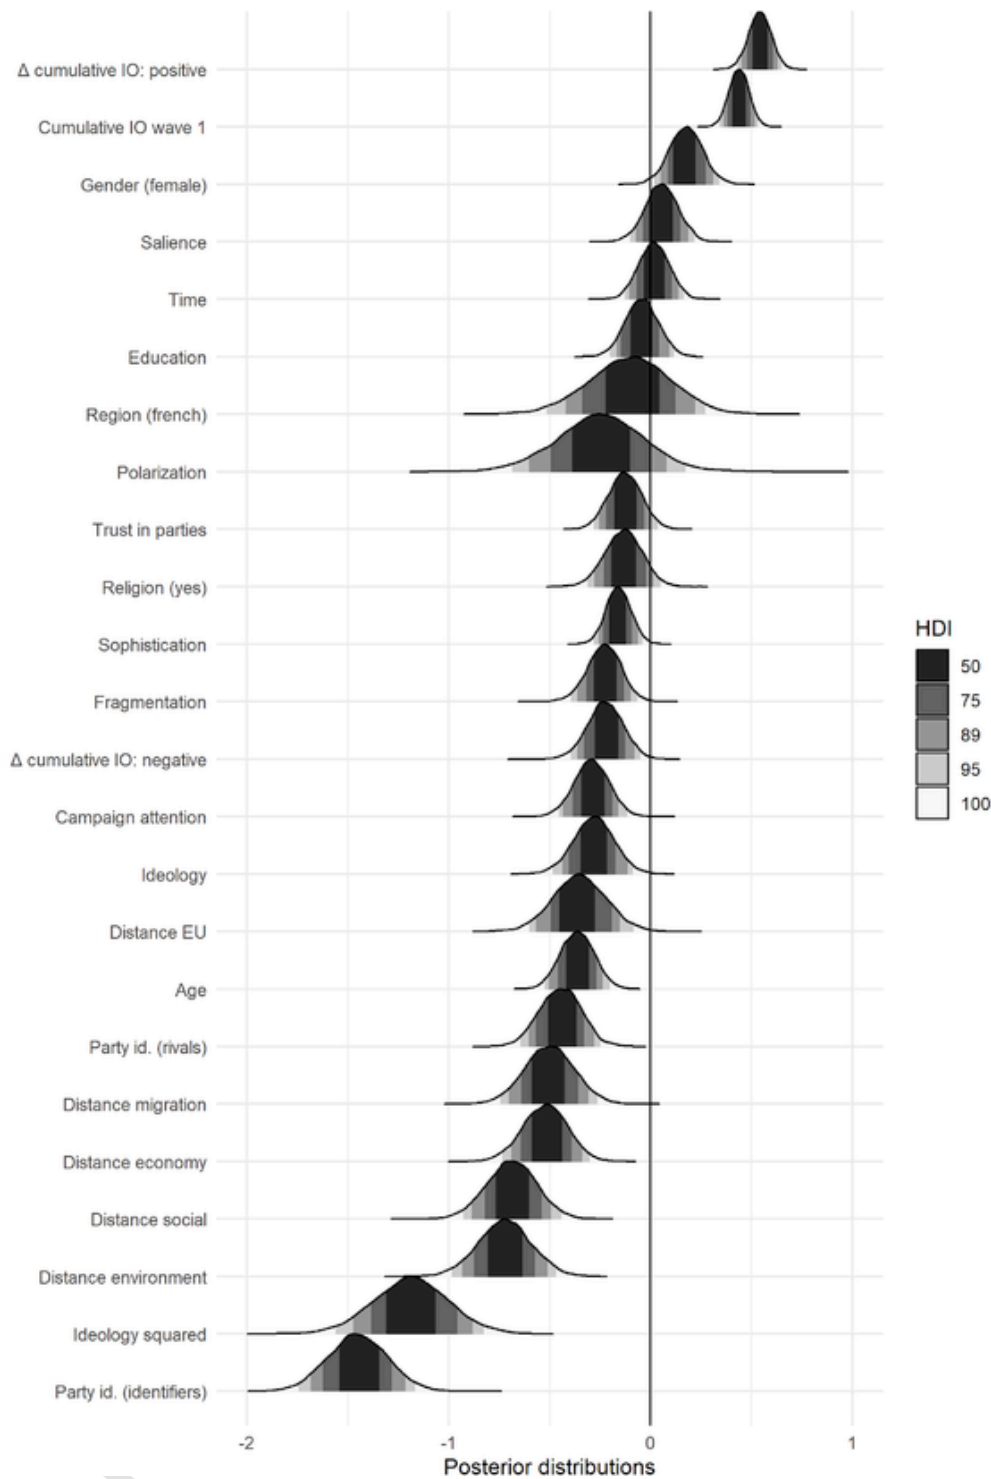 Δ cumulative IO: positive
Cumulative IO wave 1
Gender (female)
Salience
Time
Education
Region (french)
Polarization
Trust in parties
Religion (yes)
Sophistication
Fragmentation
Δ cumulative IO: negative
Campaign attention
Ideology
Distance EU
Age
Party id. (rivals)
Distance migration
Distance economy
Distance social
Distance environment
Ideology squared
Party id. (identifiers)
HDI
50
75
89
95
100
-2 -1 0 1
Posterior distributions